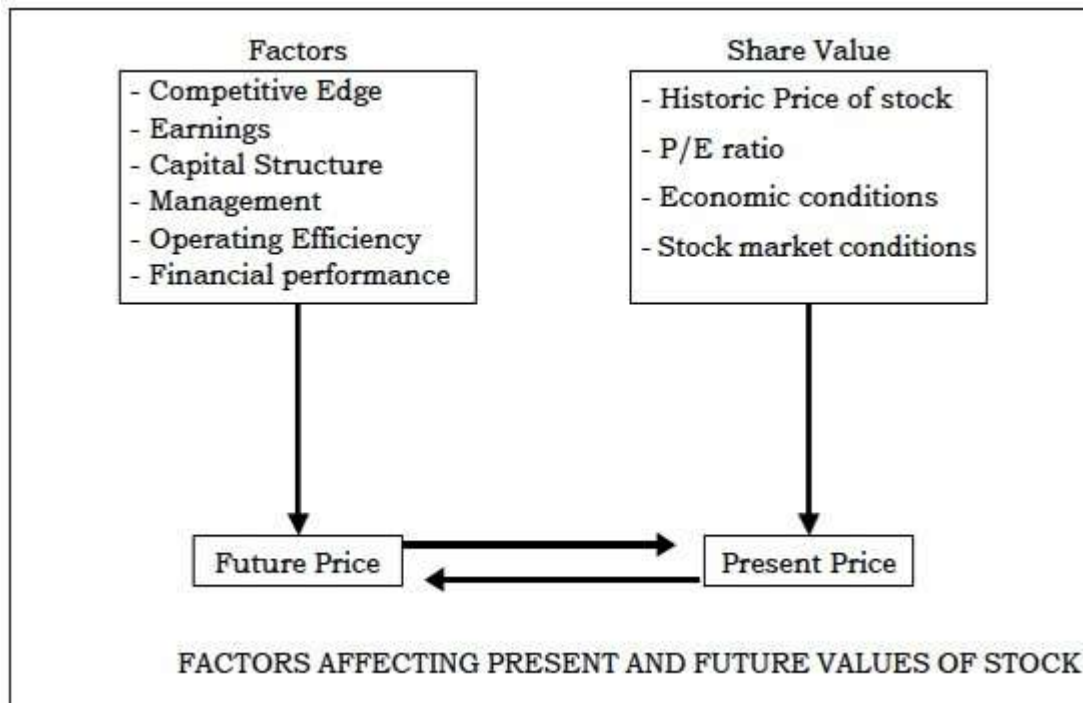 Factors
- Competitive Edge
- Earnings
- Capital Structure
- Management
- Operating Efficiency
- Financial performance
Share Value
- Historic Price of stock
- P/E ratio
- Economic conditions
- Stock market conditions
Future Price
Present Price
FACTORS AFFECTING PRESENT AND FUTURE VALUES OF STOCK